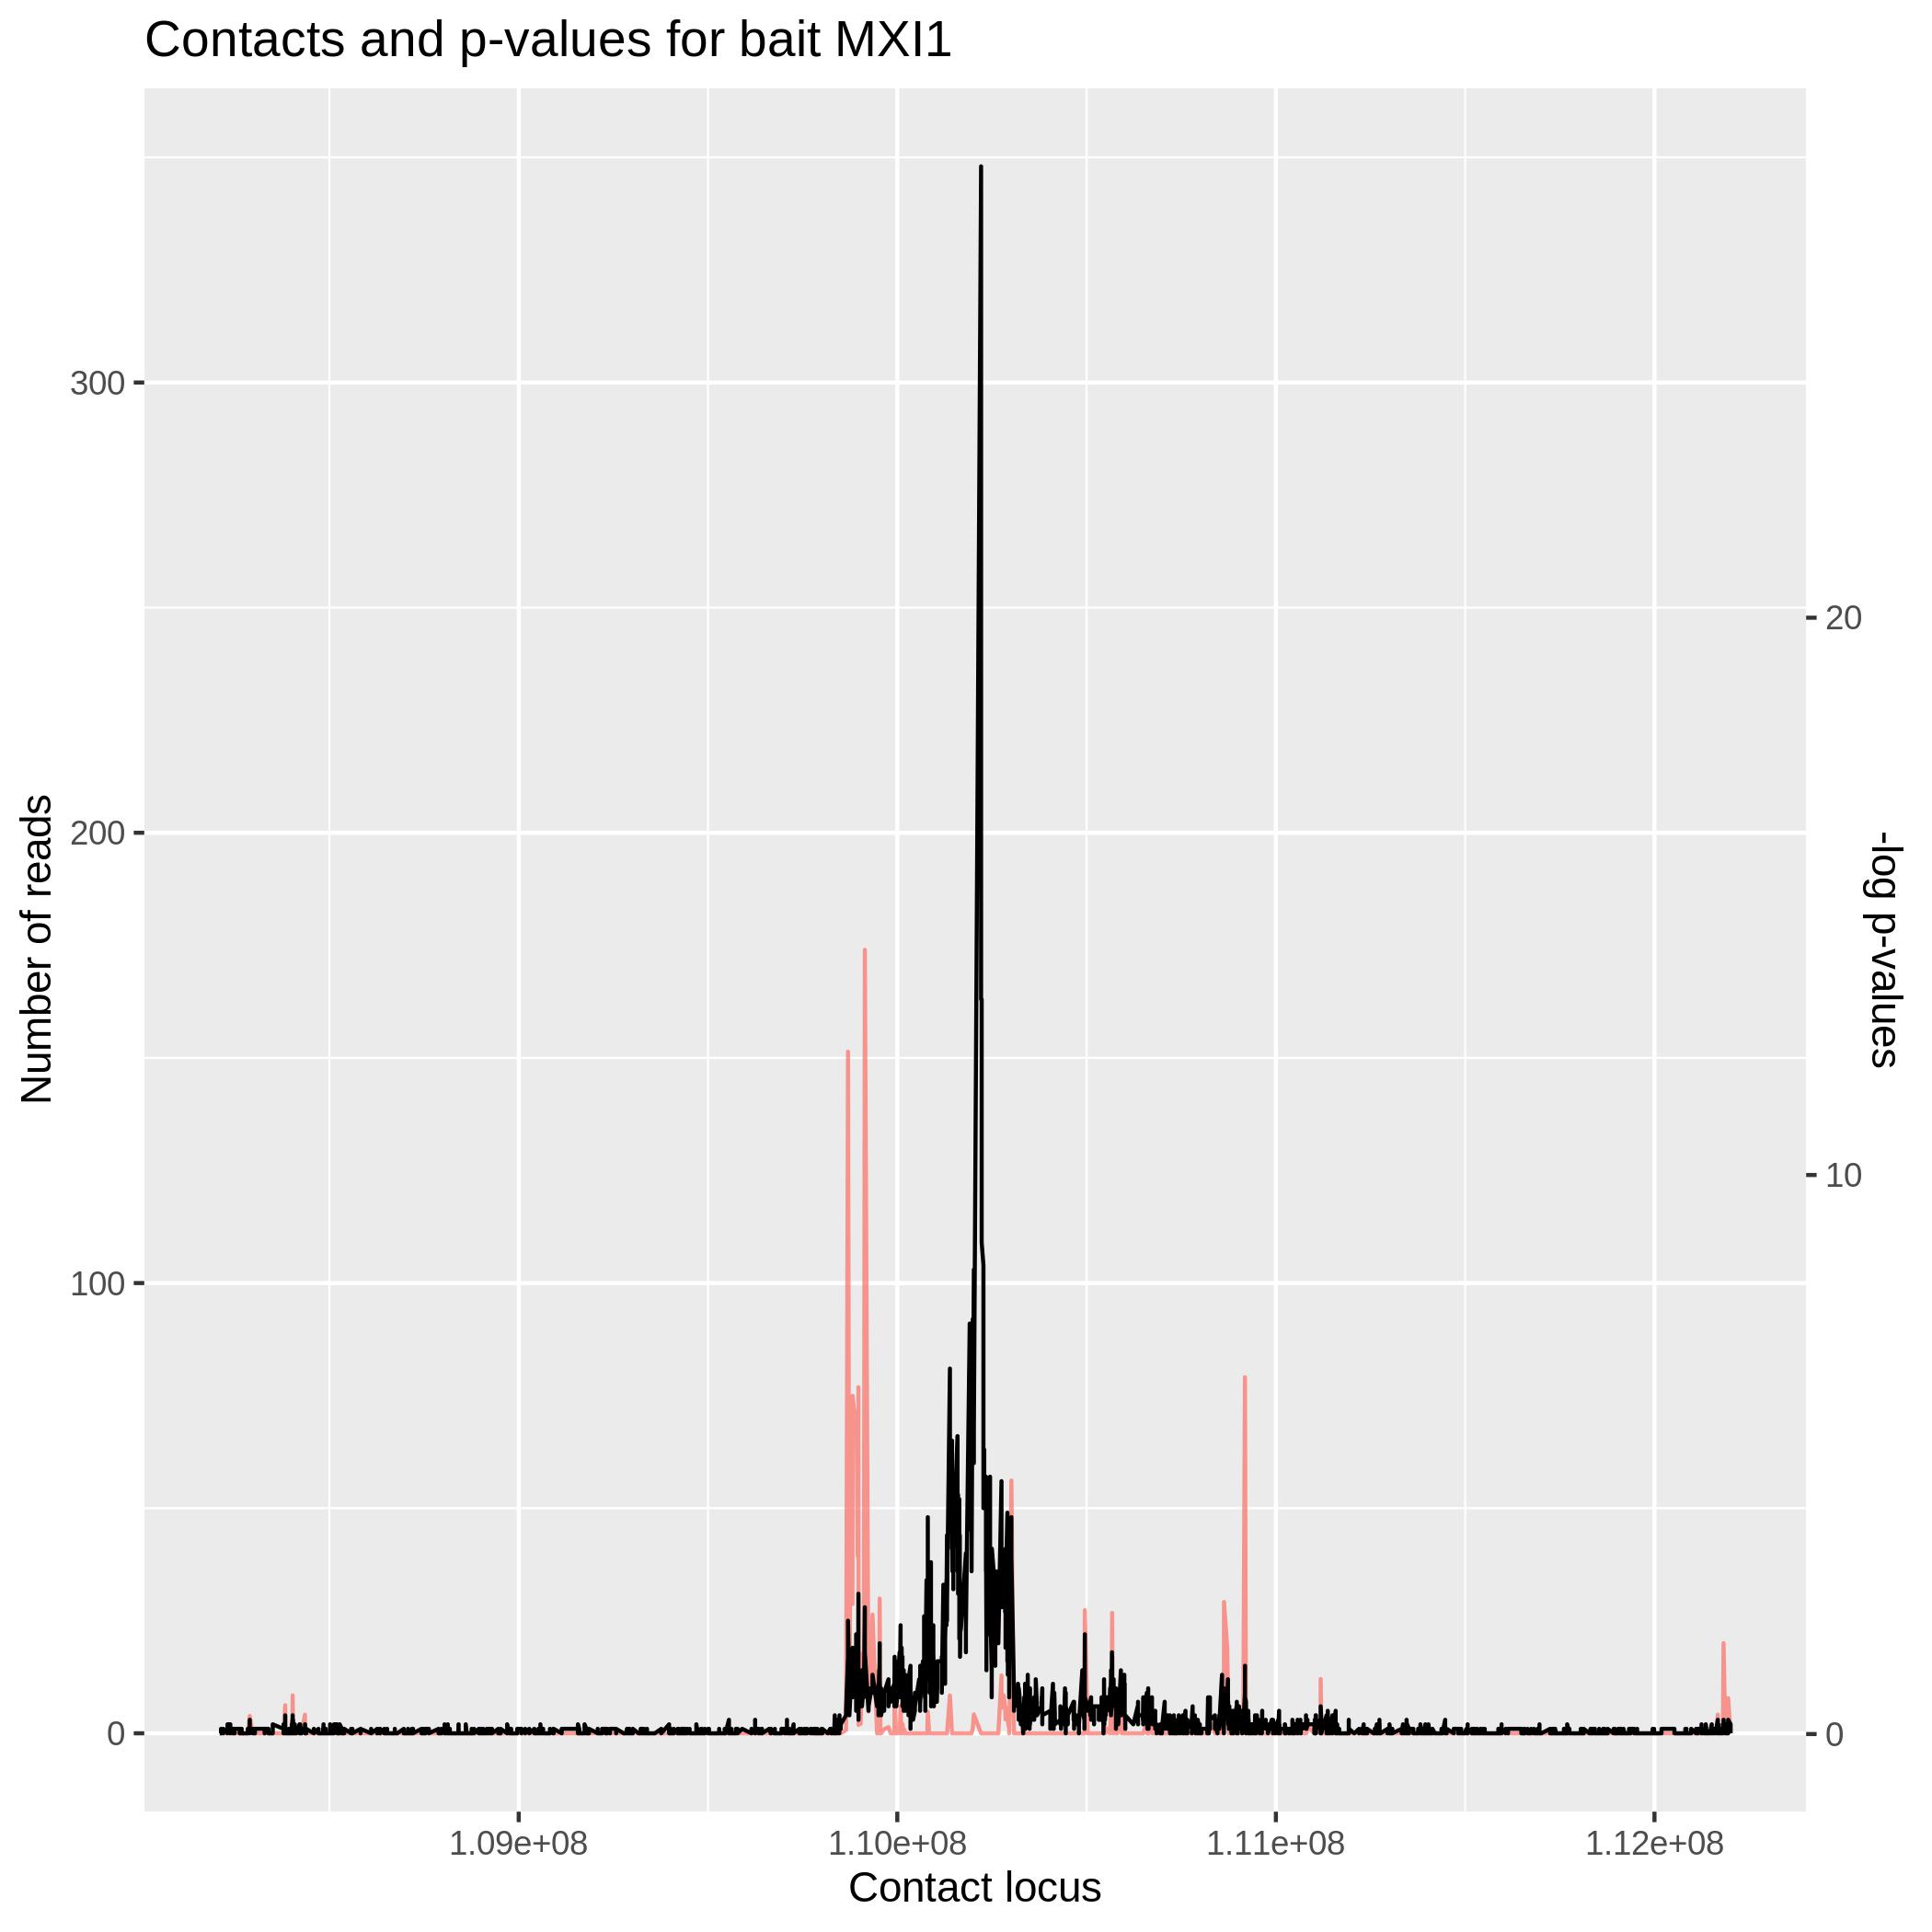 Contacts and p-values for bait MXI1
Number of reads
300
200
100
0
20
10
0
-log p-values
1.09e+08
1.10e+08
1.11e+08
1.12e+08
Contact locus